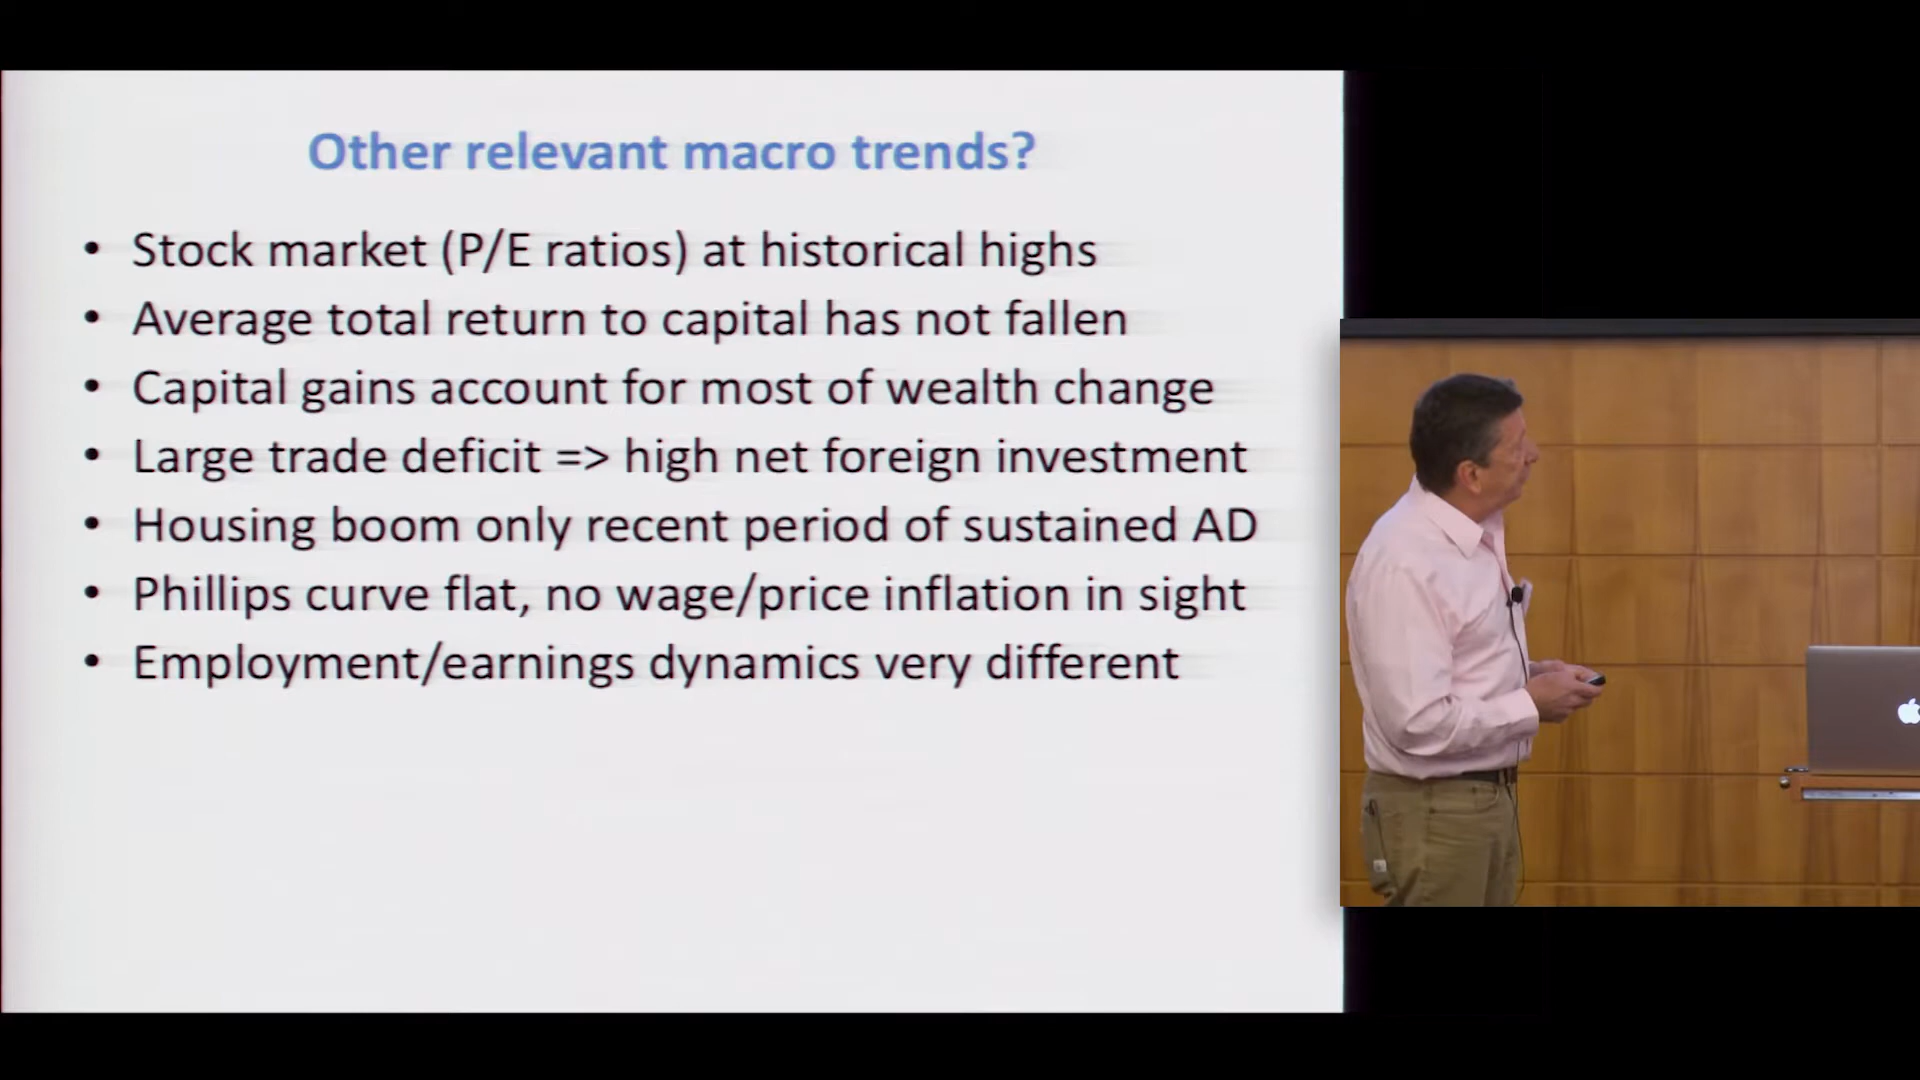 Other relevant macro trends?
• Stock market (P/E ratios) at historical highs
• Average total return to capital has not fallen
• Capital gains account for most of wealth change
• Large trade deficit => high net foreign investment
• Housing boom only recent period of sustained AD
• Phillips curve flat, no wage/price inflation in sight
• Employment/earnings dynamics very different